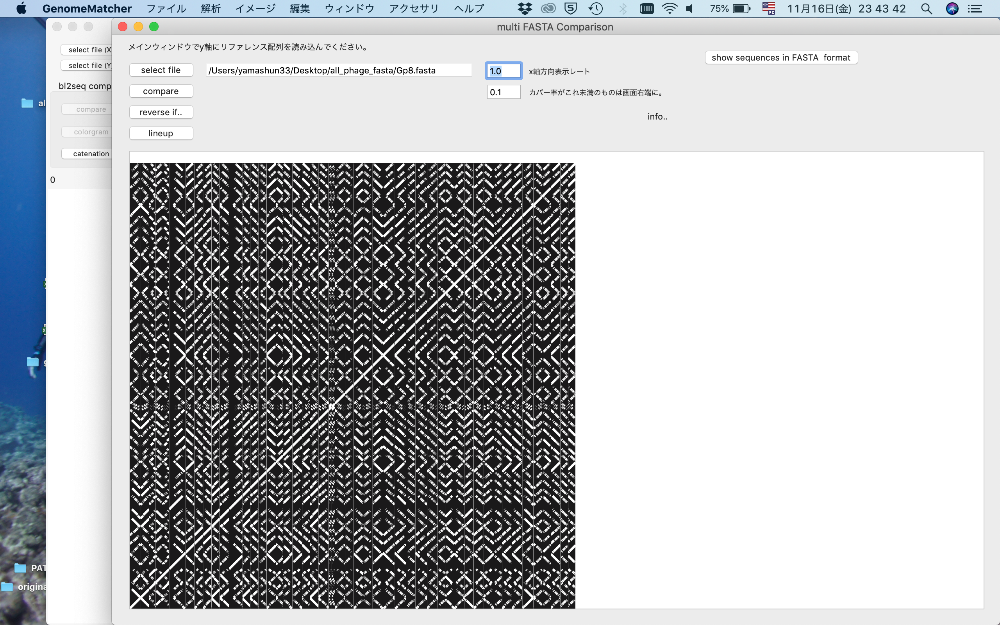 GenomeMatcher ファイル 解析 イメージ 編集 ウィンドウ アクセサリ ヘルプ 75% PC 11月16日(金) 23 43 42
multi FASTA Comparison
メインウィンドウでy軸にリファレンス配列を読み込んでください。
select file (X
select file (Y
show sequences in FASTA format
select file /Users/yamashun33/Desktop/all_phage_fasta/Gp8.fasta 1.0 x軸方向表示レート
bl2seq comp
compare 0.1 カバー率がこれ未満のものは画面右端に。
al
compare
reverse if..
info..
colorgram
lineup
catenation
0
PAT
origina